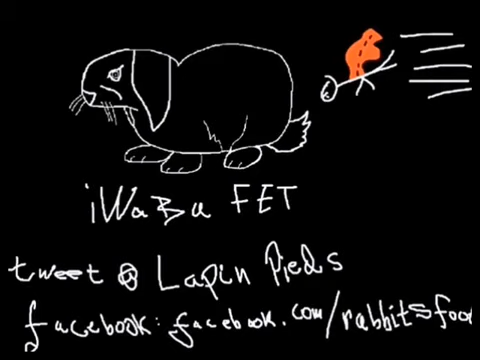 iWaBu FET
tweet @ Lapin Pieds
facebook: facebook.com/rabbitsfoo